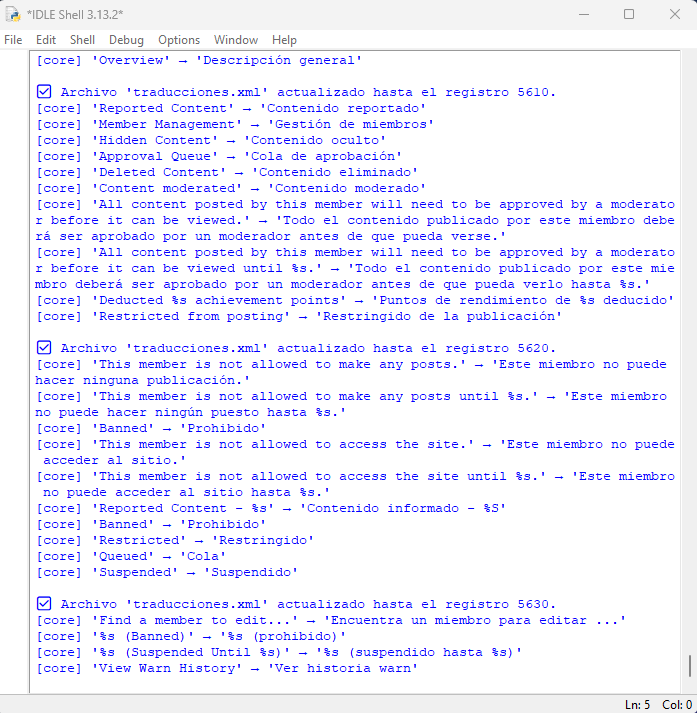 *IDLE Shell 3.13.2*
File Edit Shell Debug Options Window Help
[core] 'Overview' → 'Descripción general'
☑ Archivo 'traducciones.xml' actualizado hasta el registro 5610.
[core] 'Reported Content' → 'Contenido reportado'
[core] 'Member Management' → 'Gestión de miembros'
[core] 'Hidden Content' → 'Contenido oculto'
[core] 'Approval Queue' → 'Cola de aprobación'
[core] 'Deleted Content' → 'Contenido eliminado'
[core] 'Content moderated' → 'Contenido moderado'
[core] 'All content posted by this member will need to be approved by a moderato
r before it can be viewed.' → 'Todo el contenido publicado por este miembro debe
rá ser aprobado por un moderador antes de que pueda verse.'
[core] 'All content posted by this member will need to be approved by a moderato
r before it can be viewed until %s.' → 'Todo el contenido publicado por este mie
mbro deberá ser aprobado por un moderador antes de que pueda verlo hasta %s.'
[core] 'Deducted %s achievement points' → 'Puntos de rendimiento de %s deducido'
[core] 'Restricted from posting' → 'Restringido de la publicación'
☑ Archivo 'traducciones.xml' actualizado hasta el registro 5620.
[core] 'This member is not allowed to make any posts.' → 'Este miembro no puede
hacer ninguna publicación.'
[core] 'This member is not allowed to make any posts until %s.' → 'Este miembro
no puede hacer ningún puesto hasta %s.'
[core] 'Banned' → 'Prohibido'
[core] 'This member is not allowed to access the site.' → 'Este miembro no puede
acceder al sitio.'
[core] 'This member is not allowed to access the site until %s.' → 'Este miembro
no puede acceder al sitio hasta %s.'
[core] 'Reported Content - %s' → 'Contenido informado - %S'
[core] 'Banned' → 'Prohibido'
[core] 'Restricted' → 'Restringido'
[core] 'Queued' → 'Cola'
[core] 'Suspended' → 'Suspendido'
☑ Archivo 'traducciones.xml' actualizado hasta el registro 5630.
[core] 'Find a member to edit...' → 'Encuentra un miembro para editar ...'
[core] '%s (Banned)' → '%s (prohibido)'
[core] '%s (Suspended Until %s)' → '%s (suspendido hasta %s)'
[core] 'View Warn History' → 'Ver historia warn'
Ln: 5 Col: 0